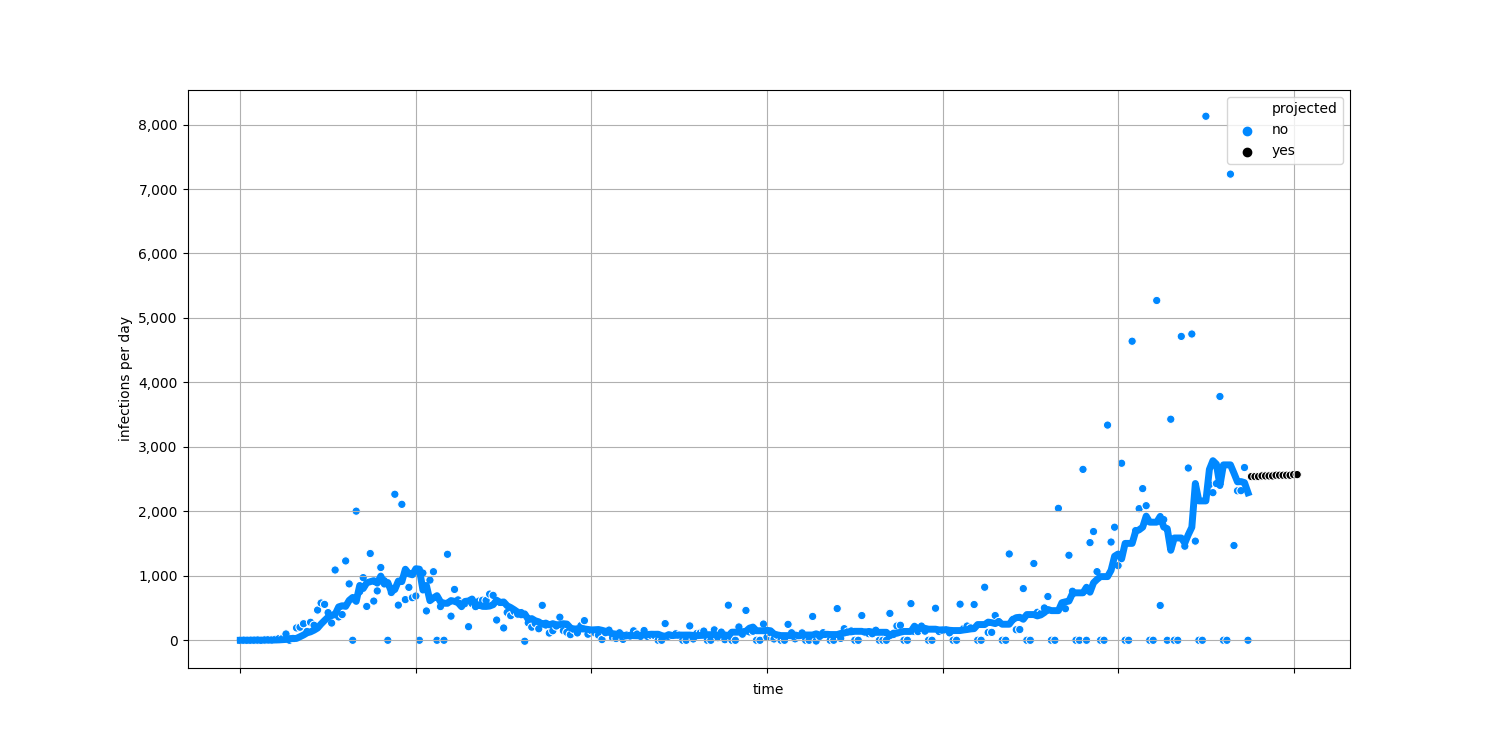 projected
no
yes
8,000
7,000
6,000
5,000
4,000
3,000
2,000
1,000
0
infections per day
time